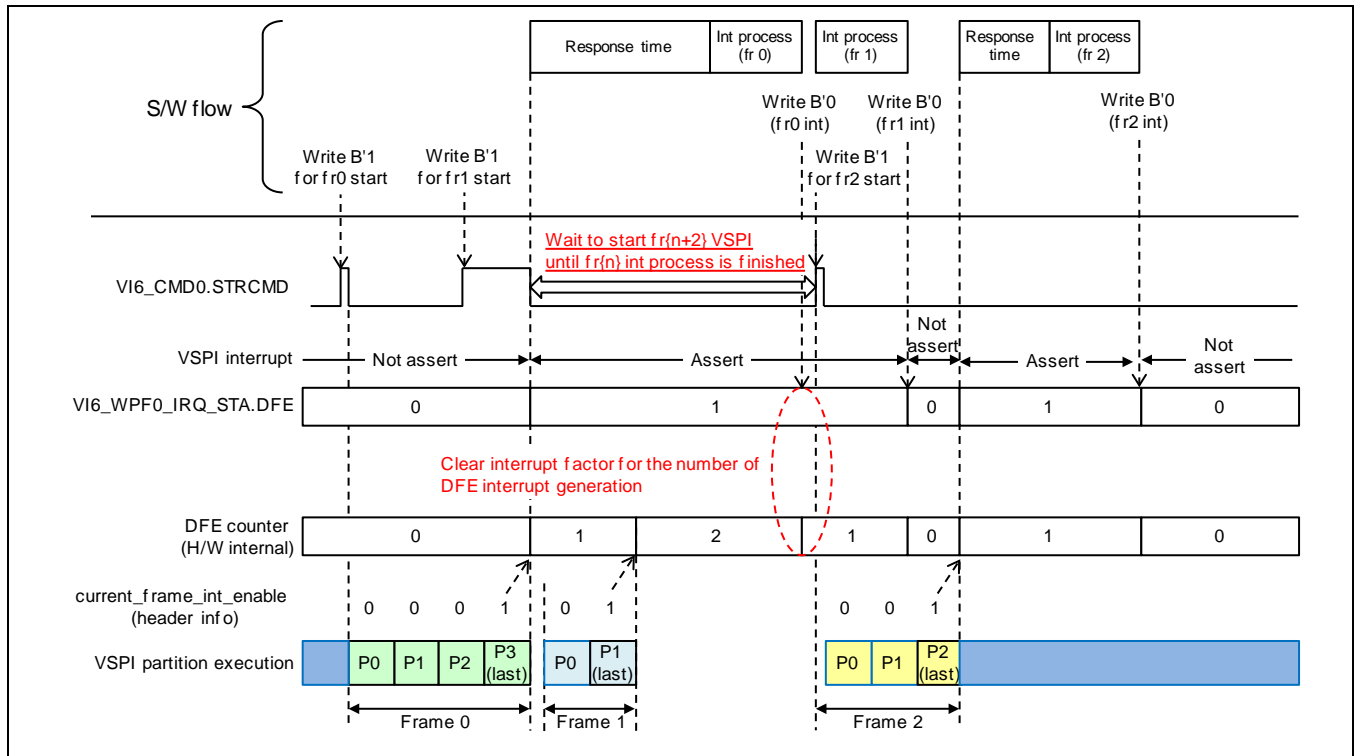 Response time
Int process
(fr 0)
Int process
(fr 1)
Response
time
Int process
(fr 2)
S/W flow
Write B'0
(fr0 int)
Write B'0
(fr1 int)
Write B'0
(fr2 int)
Write B'1
for fr0 start
Write B'1
for fr1 start
Write B'1
for fr2 start
Wait to start fr{n+2} VSPI
until fr{n} int process is finished
VI6_CMD0.STRCMD
VSPI interrupt
Not assert
Assert
Not
assert
Assert
Not
assert
VI6_WPF0_IRQ_STA.DFE
0
1
0
1
0
Clear interrupt factor for the number of
DFE interrupt generation
DFE counter
(H/W internal)
0
1
2
1
0
1
0
current_frame_int_enable
(header info)
0
0
0
1
0
1
0
0
1
VSPI partition execution
P0
P1
P2
P3
(last)
P0
P1
(last)
P0
P1
P2
(last)
Frame 0
Frame 1
Frame 2